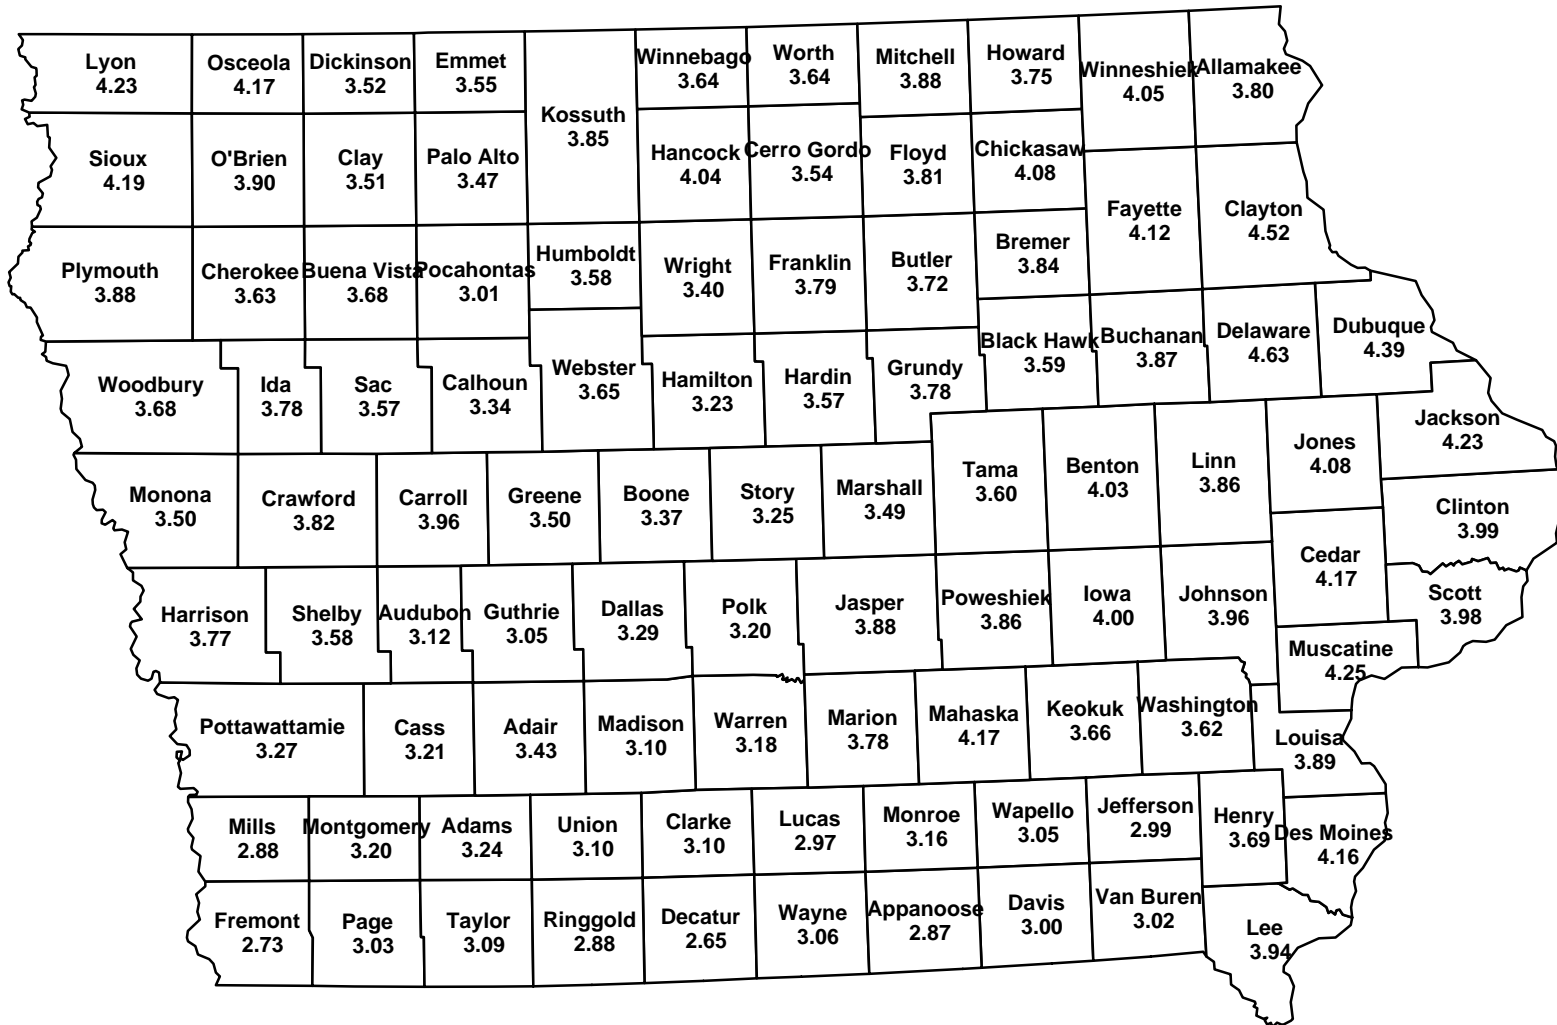 Lyon
4.23
Osceola
4.17
Dickinson
3.52
Emmet
3.55
Kossuth
3.85
Winnebago
3.64
Worth
3.64
Mitchell
3.88
Howard
3.75
Winneshiek
4.05
Allamakee
3.80
Sioux
4.19
O'Brien
3.90
Clay
3.51
Palo Alto
3.47
Hancock
4.04
Cerro Gordo
3.54
Floyd
3.81
Chickasaw
4.08
Fayette
4.12
Clayton
4.52
Plymouth
3.88
Cherokee
3.63
Buena Vista
3.68
Pocahontas
3.01
Humboldt
3.58
Wright
3.40
Franklin
3.79
Butler
3.72
Bremer
3.84
Woodbury
3.68
Ida
3.78
Sac
3.57
Calhoun
3.34
Webster
3.65
Hamilton
3.23
Hardin
3.57
Grundy
3.78
Black Hawk
3.59
Buchanan
3.87
Delaware
4.63
Dubuque
4.39
Monona
3.50
Crawford
3.82
Carroll
3.96
Greene
3.50
Boone
3.37
Story
3.25
Marshall
3.49
Tama
3.60
Benton
4.03
Linn
3.86
Jones
4.08
Jackson
4.23
Clinton
3.99
Harrison
3.77
Shelby
3.58
Audubon
3.12
Guthrie
3.05
Dallas
3.29
Polk
3.20
Jasper
3.88
Poweshiek
3.86
Iowa
4.00
Johnson
3.96
Cedar
4.17
Scott
3.98
Muscatine
4.25
Pottawattamie
3.27
Cass
3.21
Adair
3.43
Madison
3.10
Warren
3.18
Marion
3.78
Mahaska
4.17
Keokuk
3.66
Washington
3.62
Louisa
3.89
Mills
2.88
Montgomery
3.20
Adams
3.24
Union
3.10
Clarke
3.10
Lucas
2.97
Monroe
3.16
Wapello
3.05
Jefferson
2.99
Henry
3.69
Des Moines
4.16
Fremont
2.73
Page
3.03
Taylor
3.09
Ringgold
2.88
Decatur
2.65
Wayne
3.06
Appanoose
2.87
Davis
3.00
Van Buren
3.02
Lee
3.94